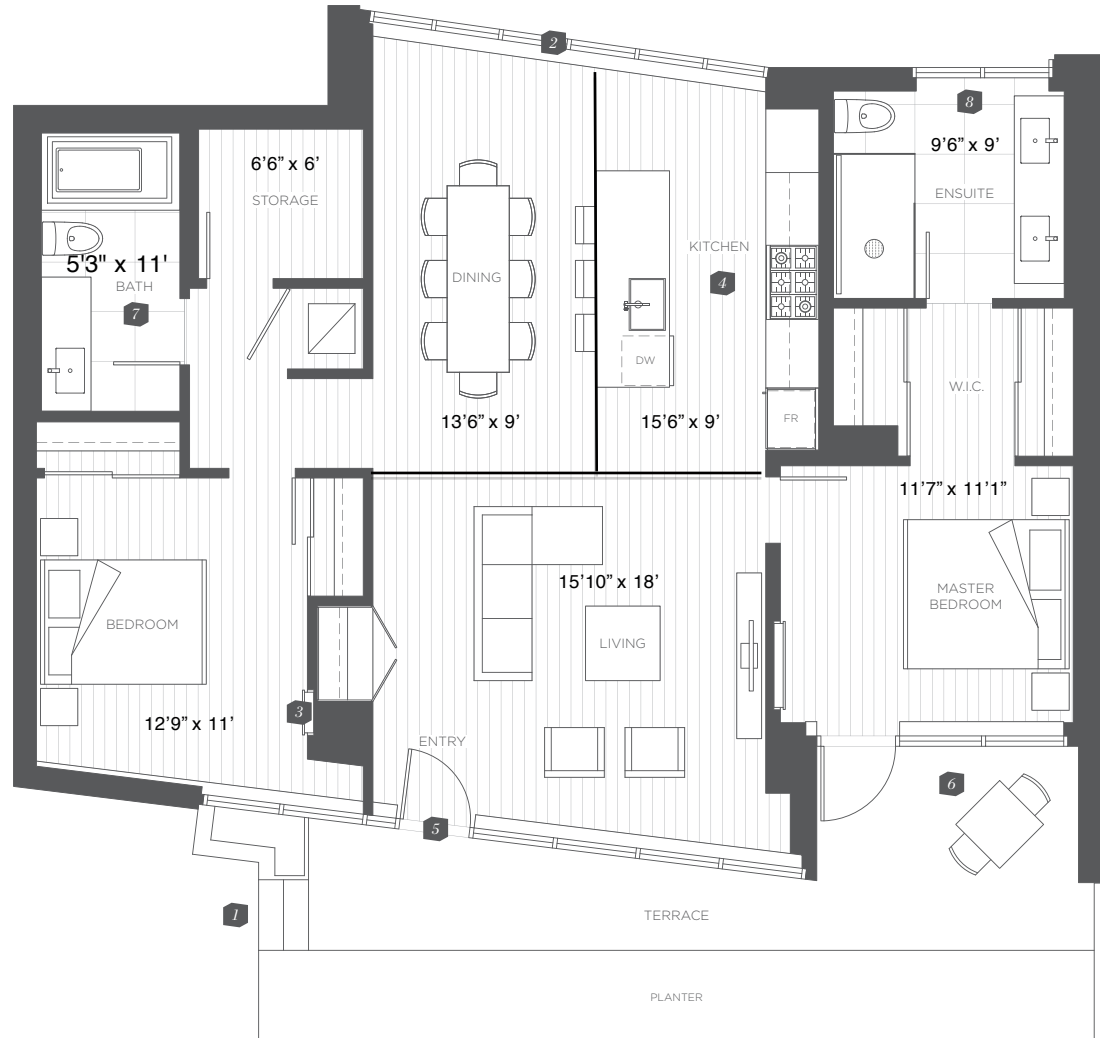 2
8
6’6” x 6’
STORAGE
9’6” x 9’
ENSUITE
5'3" x 11'
BATH
7
DINING
KITCHEN
4
DW
FR
W.I.C.
13’6” x 9’
15’6” x 9’
11’7” x 11’1”
15’10” x 18’
MASTER
BEDROOM
BEDROOM
LIVING
12’9” x 11’
3
ENTRY
6
5
1
TERRACE
PLANTER